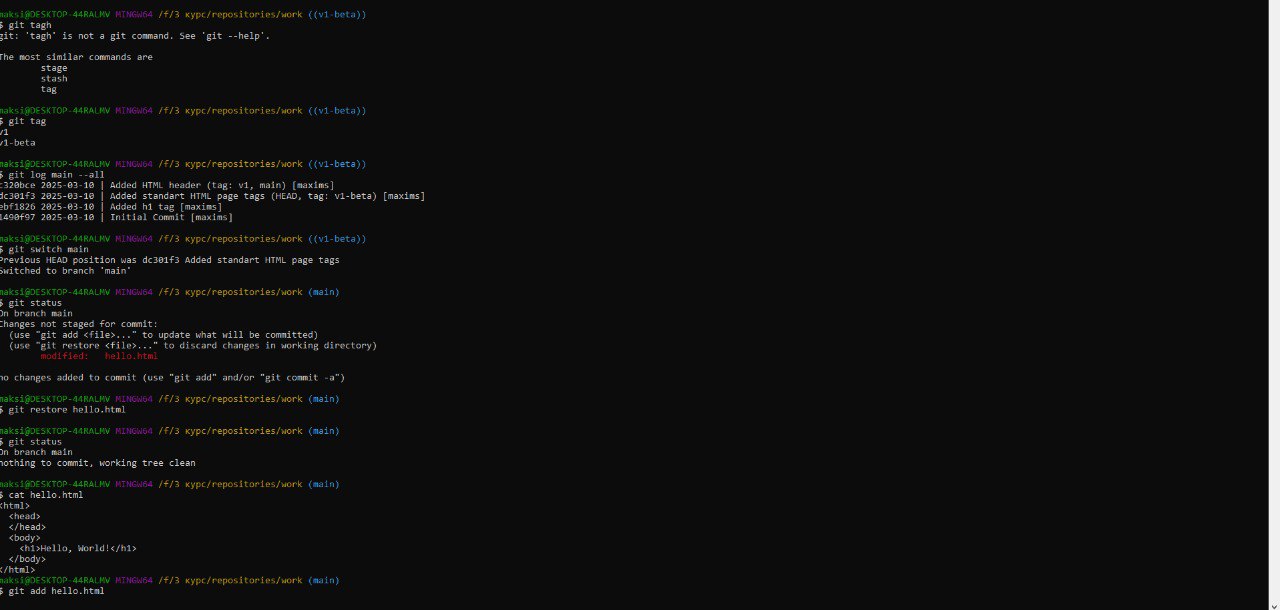 maksi@DESKTOP-44RALMV MINGW64 /f/3 курс/repositories/work ((v1-beta))
$ git tagh
git: 'tagh' is not a git command. See 'git --help'.
The most similar commands are
stage
stash
tag
maksi@DESKTOP-44RALMV MINGW64 /f/3 курс/repositories/work ((v1-beta))
$ git tag
v1
v1-beta
maksi@DESKTOP-44RALMV MINGW64 /f/3 курс/repositories/work ((v1-beta))
$ git log main --all
c320bce 2025-03-10 | Added HTML header (tag: v1, main) [maxims]
dc301f3 2025-03-10 | Added standart HTML page tags (HEAD, tag: v1-beta) [maxims]
ebf1826 2025-03-10 | Added h1 tag [maxims]
1490f97 2025-03-10 | Initial Commit [maxims]
maksi@DESKTOP-44RALMV MINGW64 /f/3 курс/repositories/work ((v1-beta))
$ git switch main
Previous HEAD position was dc301f3 Added standart HTML page tags
Switched to branch 'main'
maksi@DESKTOP-44RALMV MINGW64 /f/3 курс/repositories/work (main)
$ git status
On branch main
Changes not staged for commit:
(use "git add <file>..." to update what will be committed)
(use "git restore <file>..." to discard changes in working directory)
modified:   hello.html
no changes added to commit (use "git add" and/or "git commit -a")
maksi@DESKTOP-44RALMV MINGW64 /f/3 курс/repositories/work (main)
$ git restore hello.html
maksi@DESKTOP-44RALMV MINGW64 /f/3 курс/repositories/work (main)
$ git status
On branch main
nothing to commit, working tree clean
maksi@DESKTOP-44RALMV MINGW64 /f/3 курс/repositories/work (main)
$ cat hello.html
<html>
<head>
</head>
<body>
<h1>Hello, World!</h1>
</body>
</html>
maksi@DESKTOP-44RALMV MINGW64 /f/3 курс/repositories/work (main)
$ git add hello.html